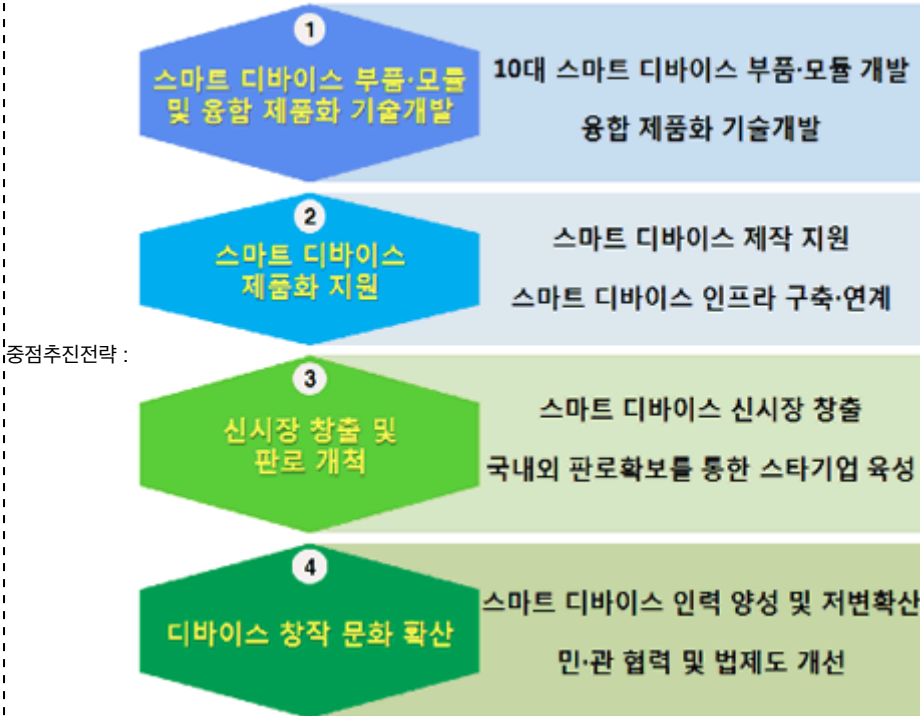 중점추진전략 :
1
스마트 디바이스 부품·모듈
및 융합 제품화 기술개발
10대 스마트 디바이스 부품·모듈 개발
융합 제품화 기술개발
2
스마트 디바이스
제품화 지원
스마트 디바이스 제작 지원
스마트 디바이스 인프라 구축·연계
3
신시장 창출 및
판로 개척
스마트 디바이스 신시장 창출
국내외 판로확보를 통한 스타기업 육성
4
디바이스 창작 문화 확산
스마트 디바이스 인력 양성 및 저변확산
민·관 협력 및 법제도 개선